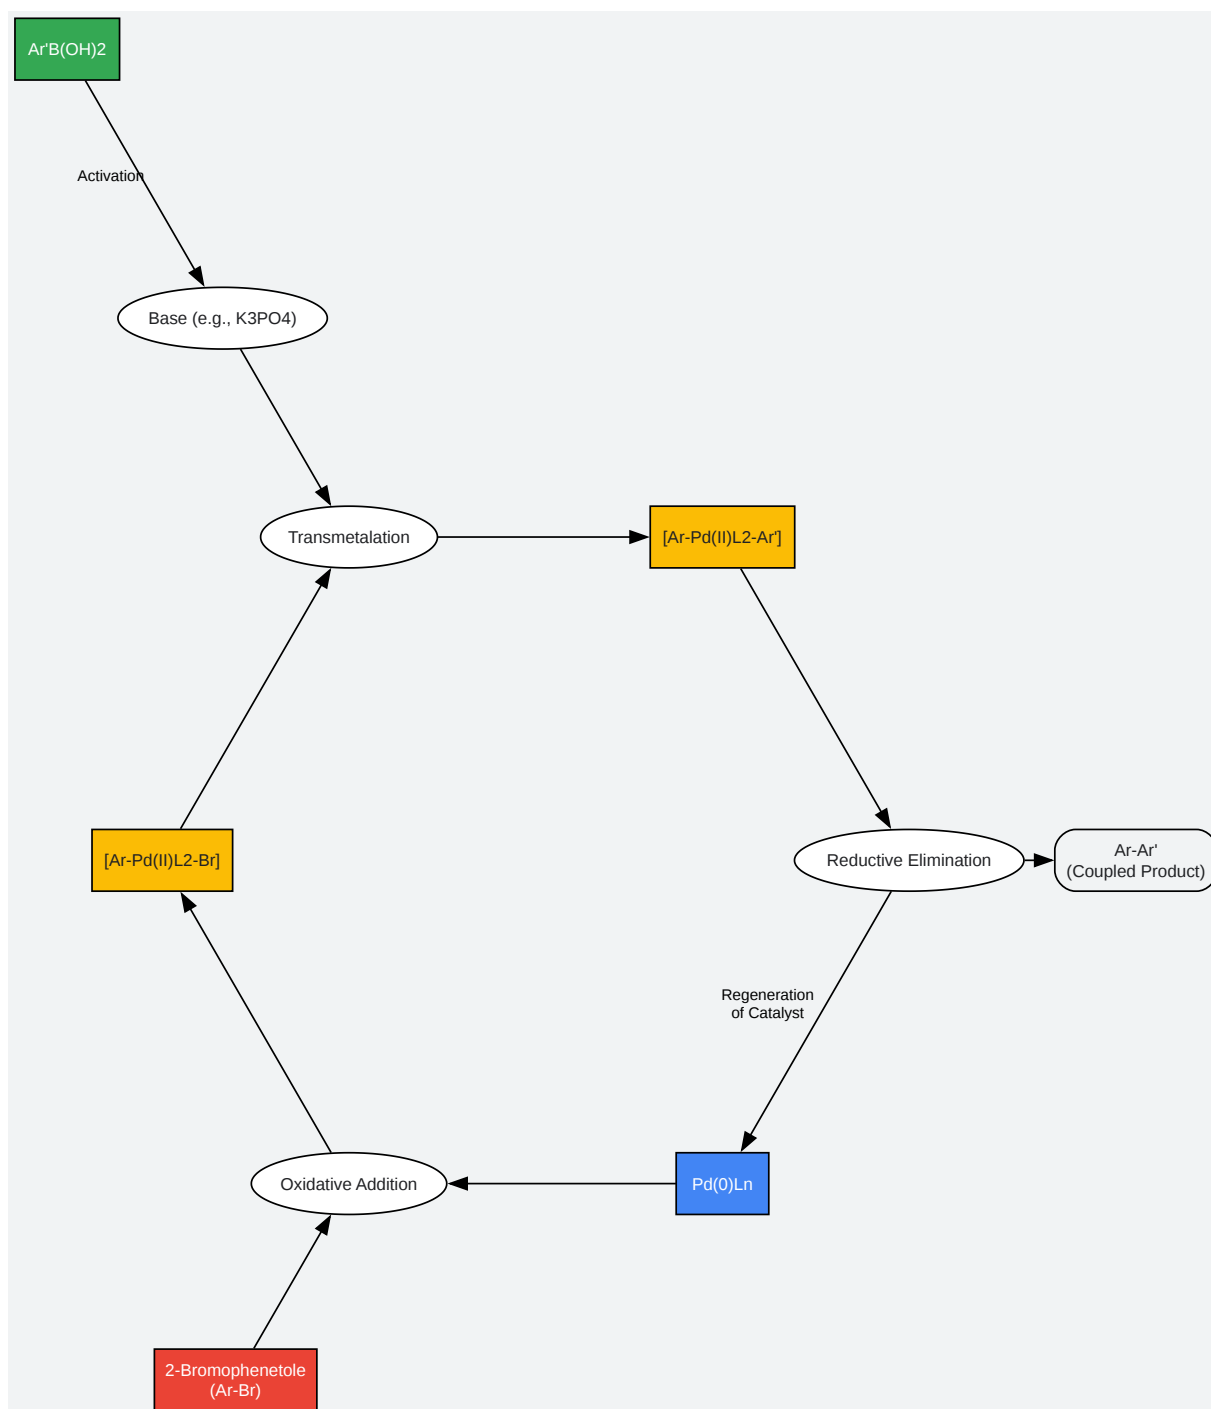 Ar'B(OH)2
Activation
Base (e.g., K3PO4)
Transmetalation
[Ar-Pd(II)L2-Ar']
[Ar-Pd(II)L2-Br]
Reductive Elimination
Ar-Ar'
(Coupled Product)
Regeneration
of Catalyst
Oxidative Addition
Pd(0)Ln
2-Bromophenetole
(Ar-Br)